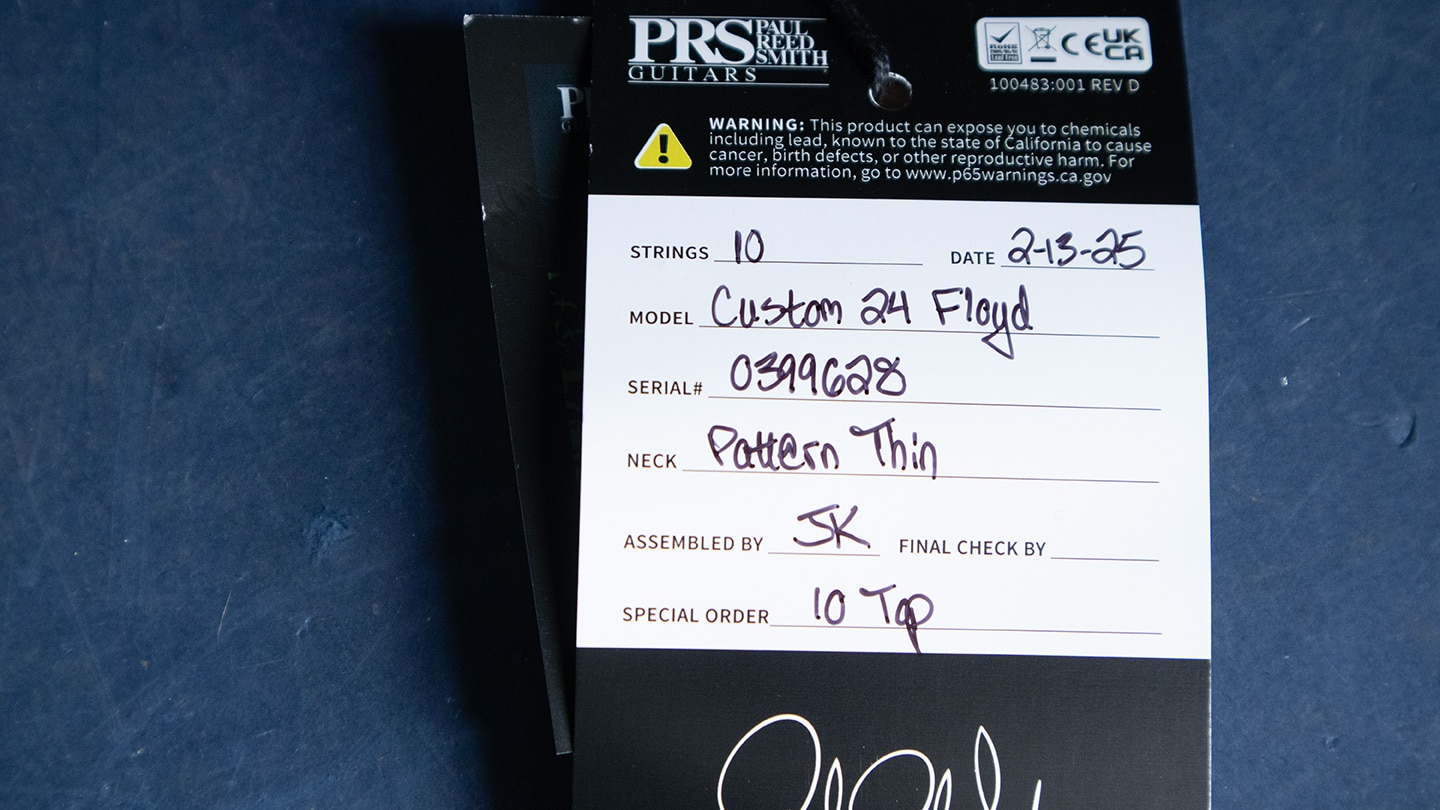 PRS PAUL REED SMITH
GUITARS
RoHS
CE UK CA
100483:001 REV D
WARNING: This product can expose you to chemicals
including lead, known to the state of California to cause
cancer, birth defects, or other reproductive harm. For
more information, go to www.p65warnings.ca.gov
STRINGS 10 DATE 2-13-25
MODEL Custom 24 Floyd
SERIAL# 0399628
NECK Pattern Thin
ASSEMBLED BY JK FINAL CHECK BY
SPECIAL ORDER 10 Top